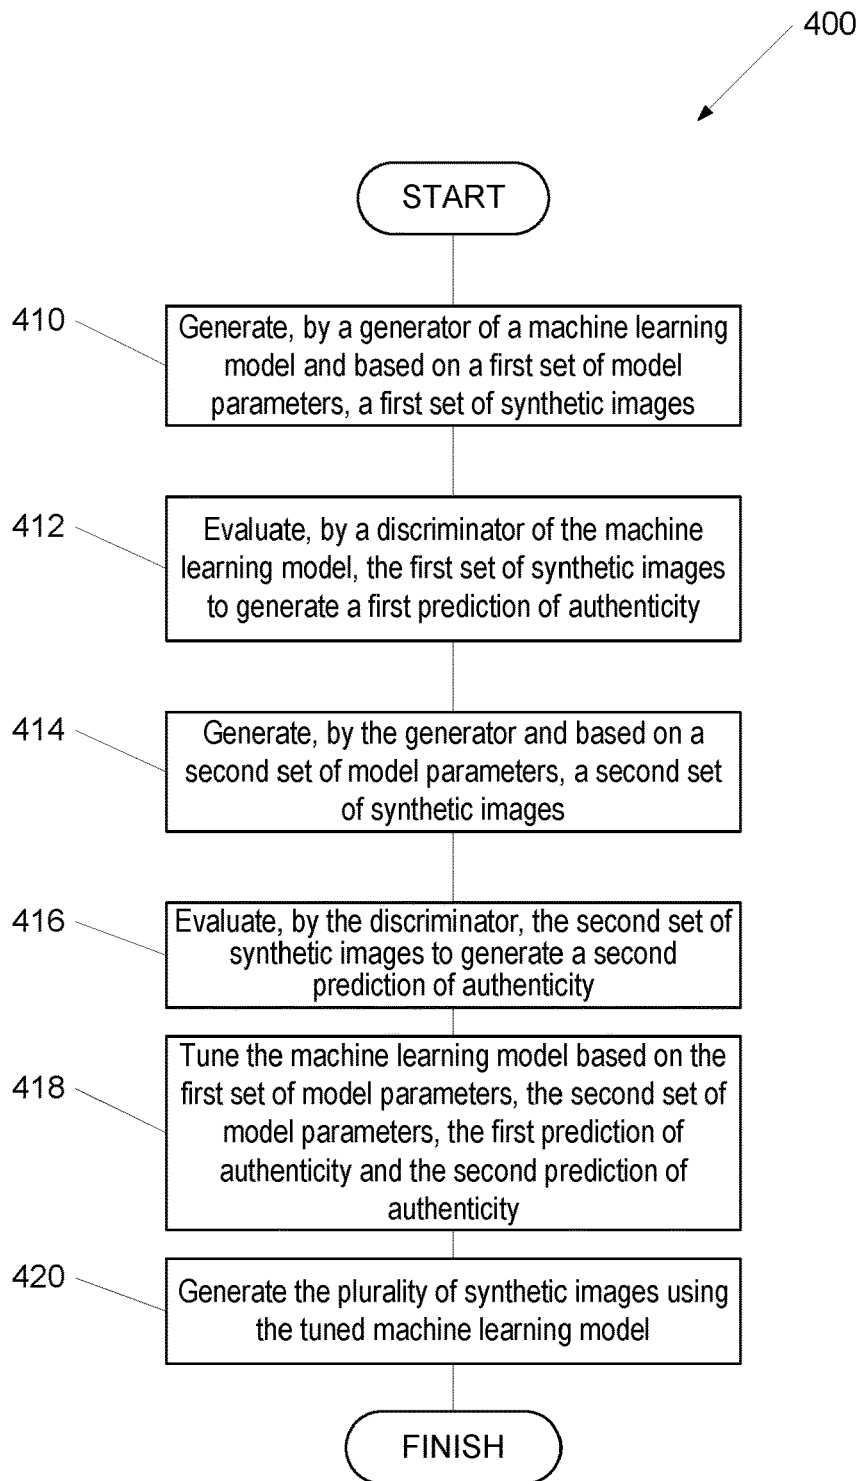 400
START
410
Generate, by a generator of a machine learning
model and based on a first set of model
parameters, a first set of synthetic images
412
Evaluate, by a discriminator of the machine
learning model, the first set of synthetic images
to generate a first prediction of authenticity
414
Generate, by the generator and based on a
second set of model parameters, a second set
of synthetic images
416
Evaluate, by the discriminator, the second set of
synthetic images to generate a second
prediction of authenticity
418
Tune the machine learning model based on the
first set of model parameters, the second set of
model parameters, the first prediction of
authenticity and the second prediction of
authenticity
420
Generate the plurality of synthetic images using
the tuned machine learning model
FINISH